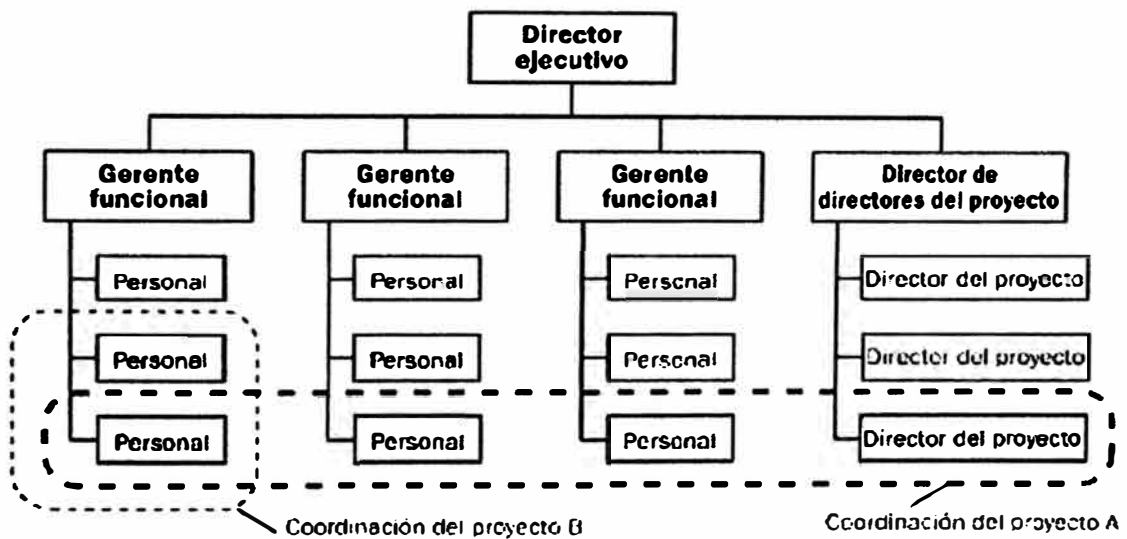 Director
ejecutivo
Gerente
funcional
Gerente
funcional
Gerente
funcional
Director de
directores del proyecto
Personal
Personal
Personal
Director del proyecto
Personal
Personal
Personal
Director del proyecto
Personal
Personal
Personal
Director del proyecto
Coordinación del proyecto B
Coordinación del proyecto A